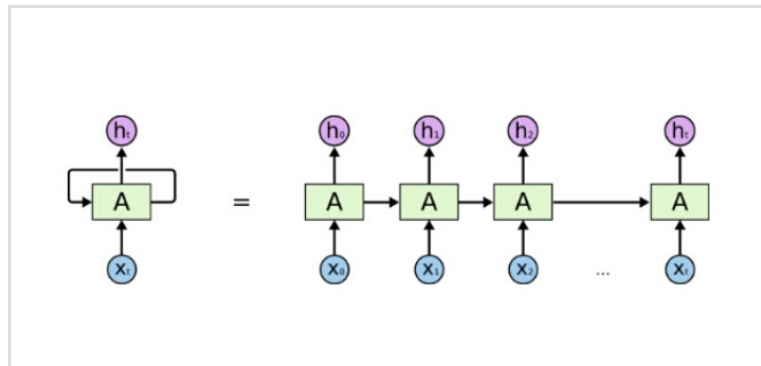 hₜ h₀ h₁ h₂ hₜ
A = A A A A
xₜ x₀ x₁ x₂ ... xₜ